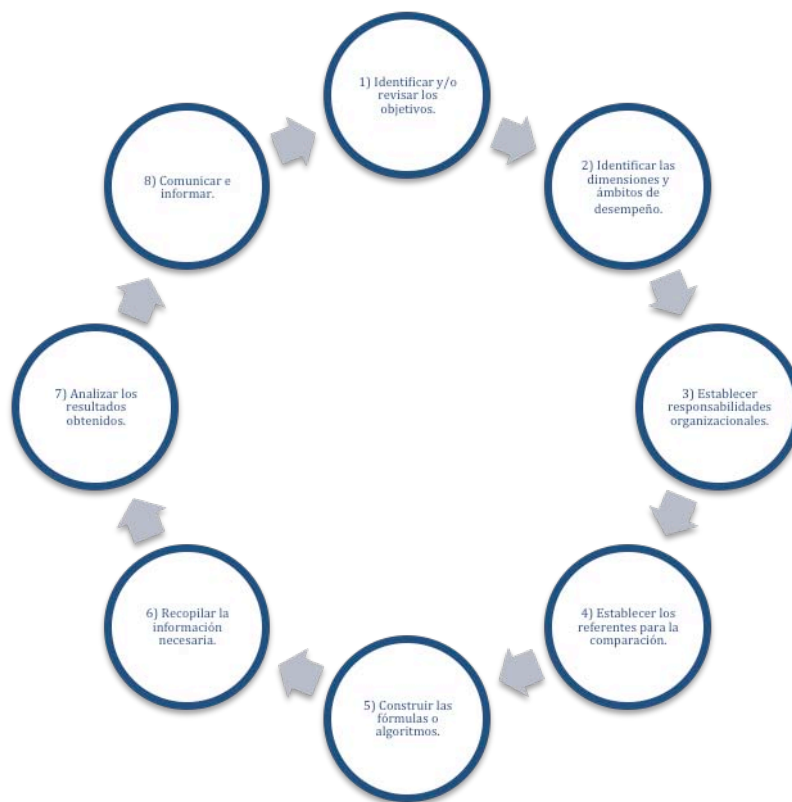 1) Identificar y/o
revisar los
objetivos.
2) Identificar las
dimensiones y
ámbitos de
desempeño.
3) Establecer
responsabilidades
organizacionales.
4) Establecer los
referentes para la
comparación.
5) Construir las
fórmulas o
algoritmos.
6) Recopilar la
información
necesaria.
7) Analizar los
resultados
obtenidos.
8) Comunicar e
informar.